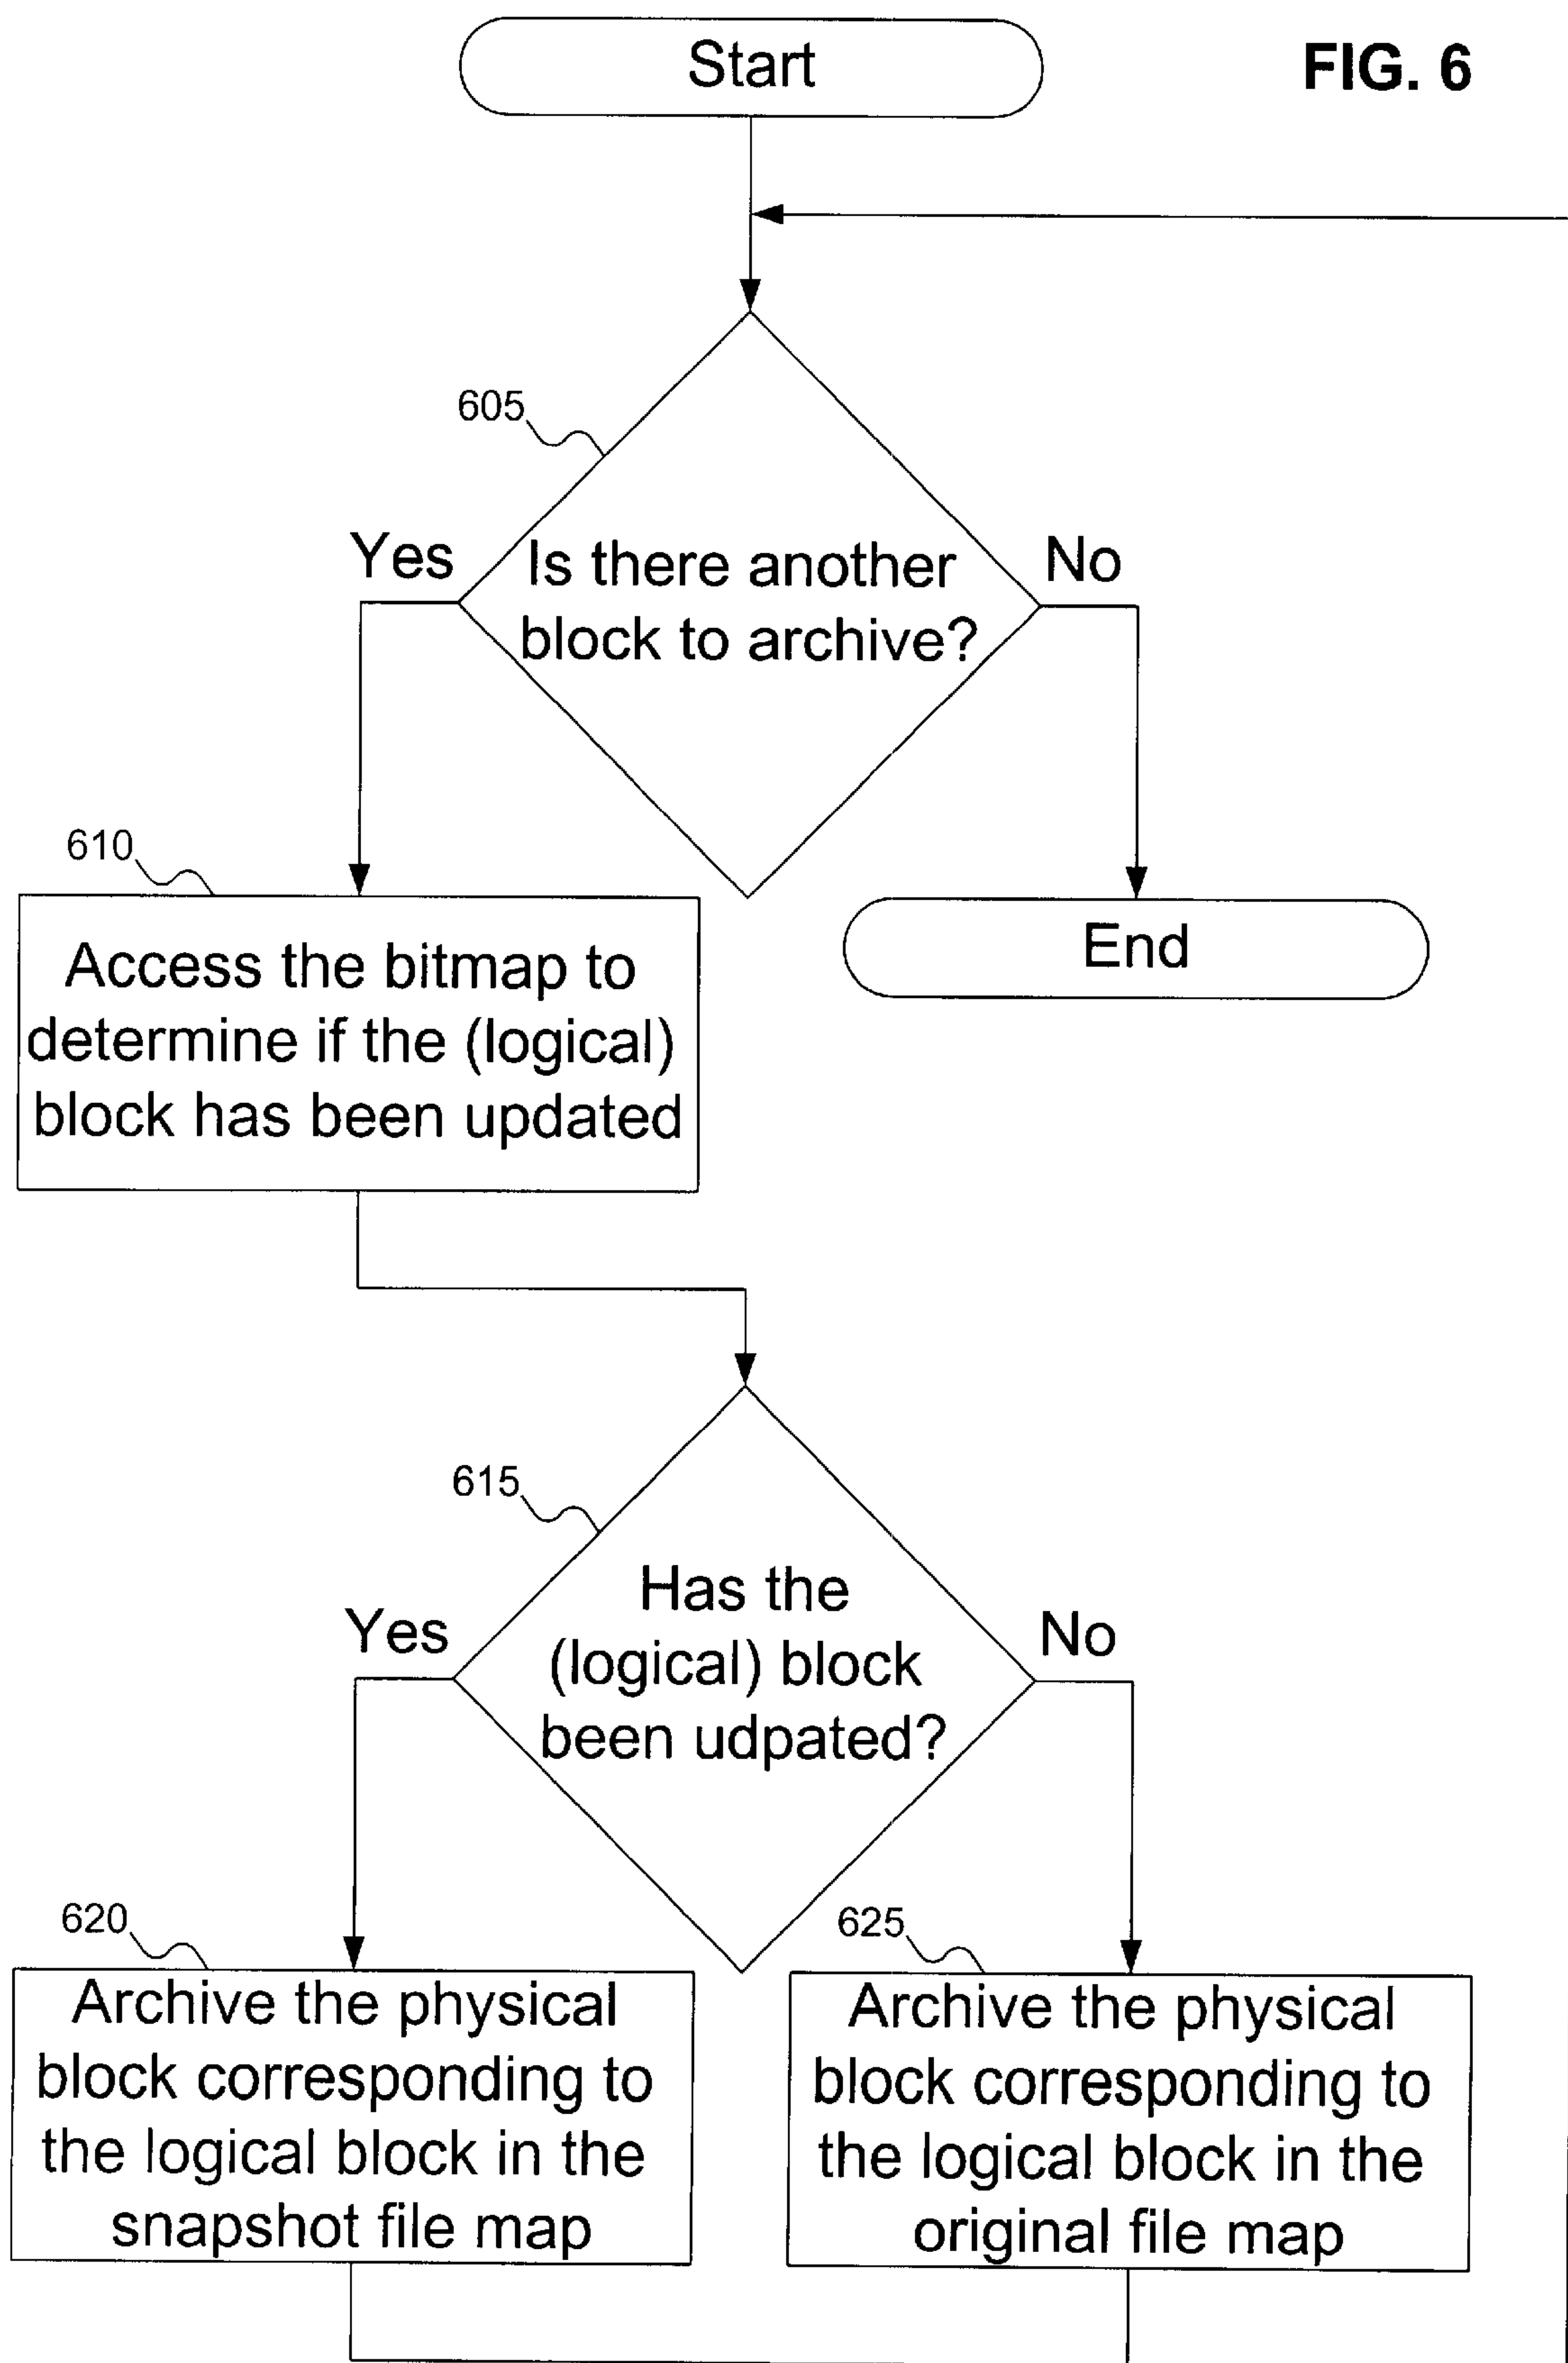 Start
FIG. 6
605
Yes
Is there another
block to archive?
No
610
Access the bitmap to
determine if the (logical)
block has been updated
End
615
Yes
Has the
(logical) block
been udpated?
No
620
Archive the physical
block corresponding to
the logical block in the
snapshot file map
625
Archive the physical
block corresponding to
the logical block in the
original file map